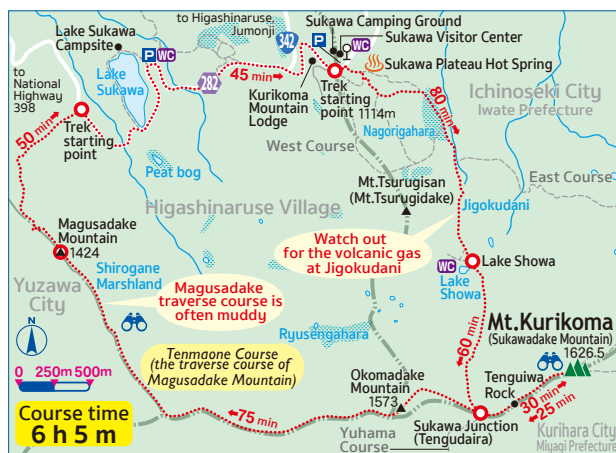 to Higashinaruse
Jumonji
342
P
WC
Sukawa Camping Ground
Sukawa Visitor Center
Sukawa Plateau Hot Spring
Lake Sukawa
Campsite
P
WC
to
National
Highway
398
Lake
Sukawa
282
45 min
Kurikoma
Mountain
Lodge
Trek
starting
point
1114m
80 min
Ichinoseki City
Iwate Prefecture
Trek
starting
point
50 min
Nagorigahara
West Course
Peat bog
Mt.Tsurugisan
(Mt.Tsurugidake)
East Course
Higashinaruse Village
Jigokudani
Magusadake
Mountain
1424
Watch out
for the volcanic gas
at Jigokudani
Lake Showa
WC
Lake
Showa
Shirogane
Marshland
Yuzawa
City
Magusadake
traverse course is
often muddy
Mt.Kurikoma
(Sukawadake Mountain)
1626.5
Ryusengahara
N
0 250m 500m
Tenmaone Course
(the traverse course of
Magusadake Mountain)
60 min
Okomadake
Mountain
1573
Tenguiwa
Rock
30 min
25 min
Course time
6 h 5 m
75 min
Yuhama
Course
Sukawa Junction
(Tengudaira)
Kurihara City
Miyagi Prefecture